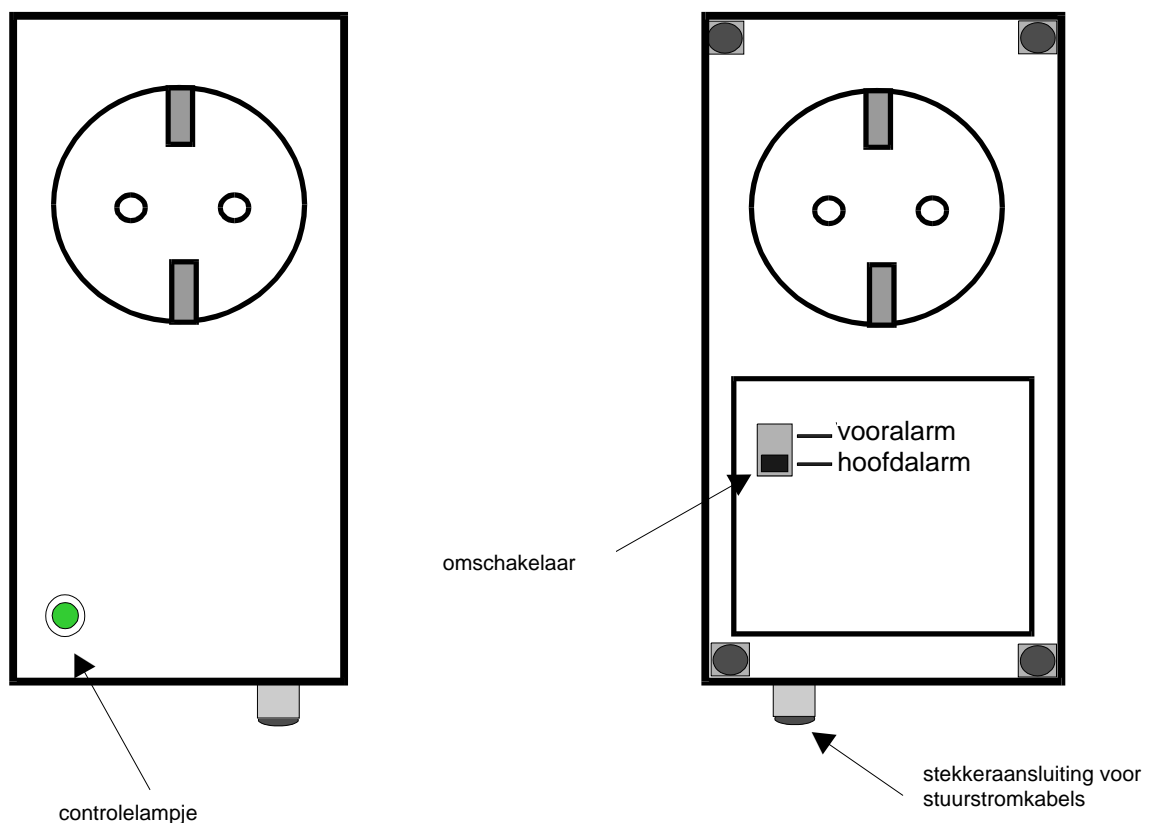 vooralarm
hoofdalarm
omschakelaar
stekkeraansluiting voor
stuurstromkabels
controlelampje